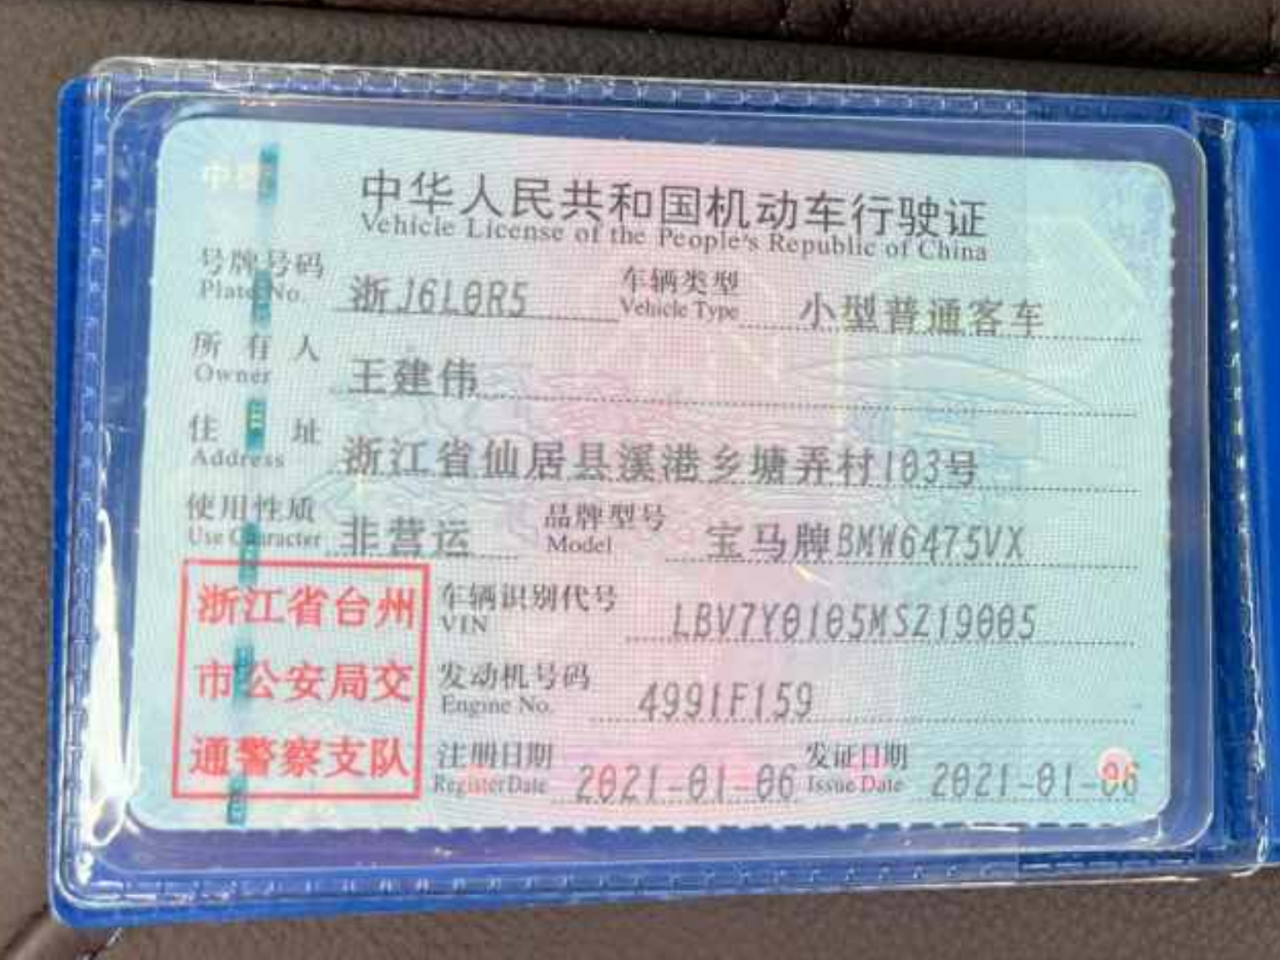 中华人民共和国机动车行驶证
Vehicle License of the People's Republic of China
号牌号码 浙J6L0R5 车辆类型 小型普通客车
Plate No. Vehicle Type
所有人 王建伟
Owner
住址 浙江省仙居县溪港乡塘弄村103号
Address
使用性质 非营运 品牌型号 宝马牌BMW6475VX
Use Character Model
浙江省台州
市公安局交
通警察支队
车辆识别代号 LBV7Y0105MSZ19005
VIN
发动机号码 4991F159
Engine No.
注册日期 2021-01-06 发证日期 2021-01-06
Register Date Issue Date